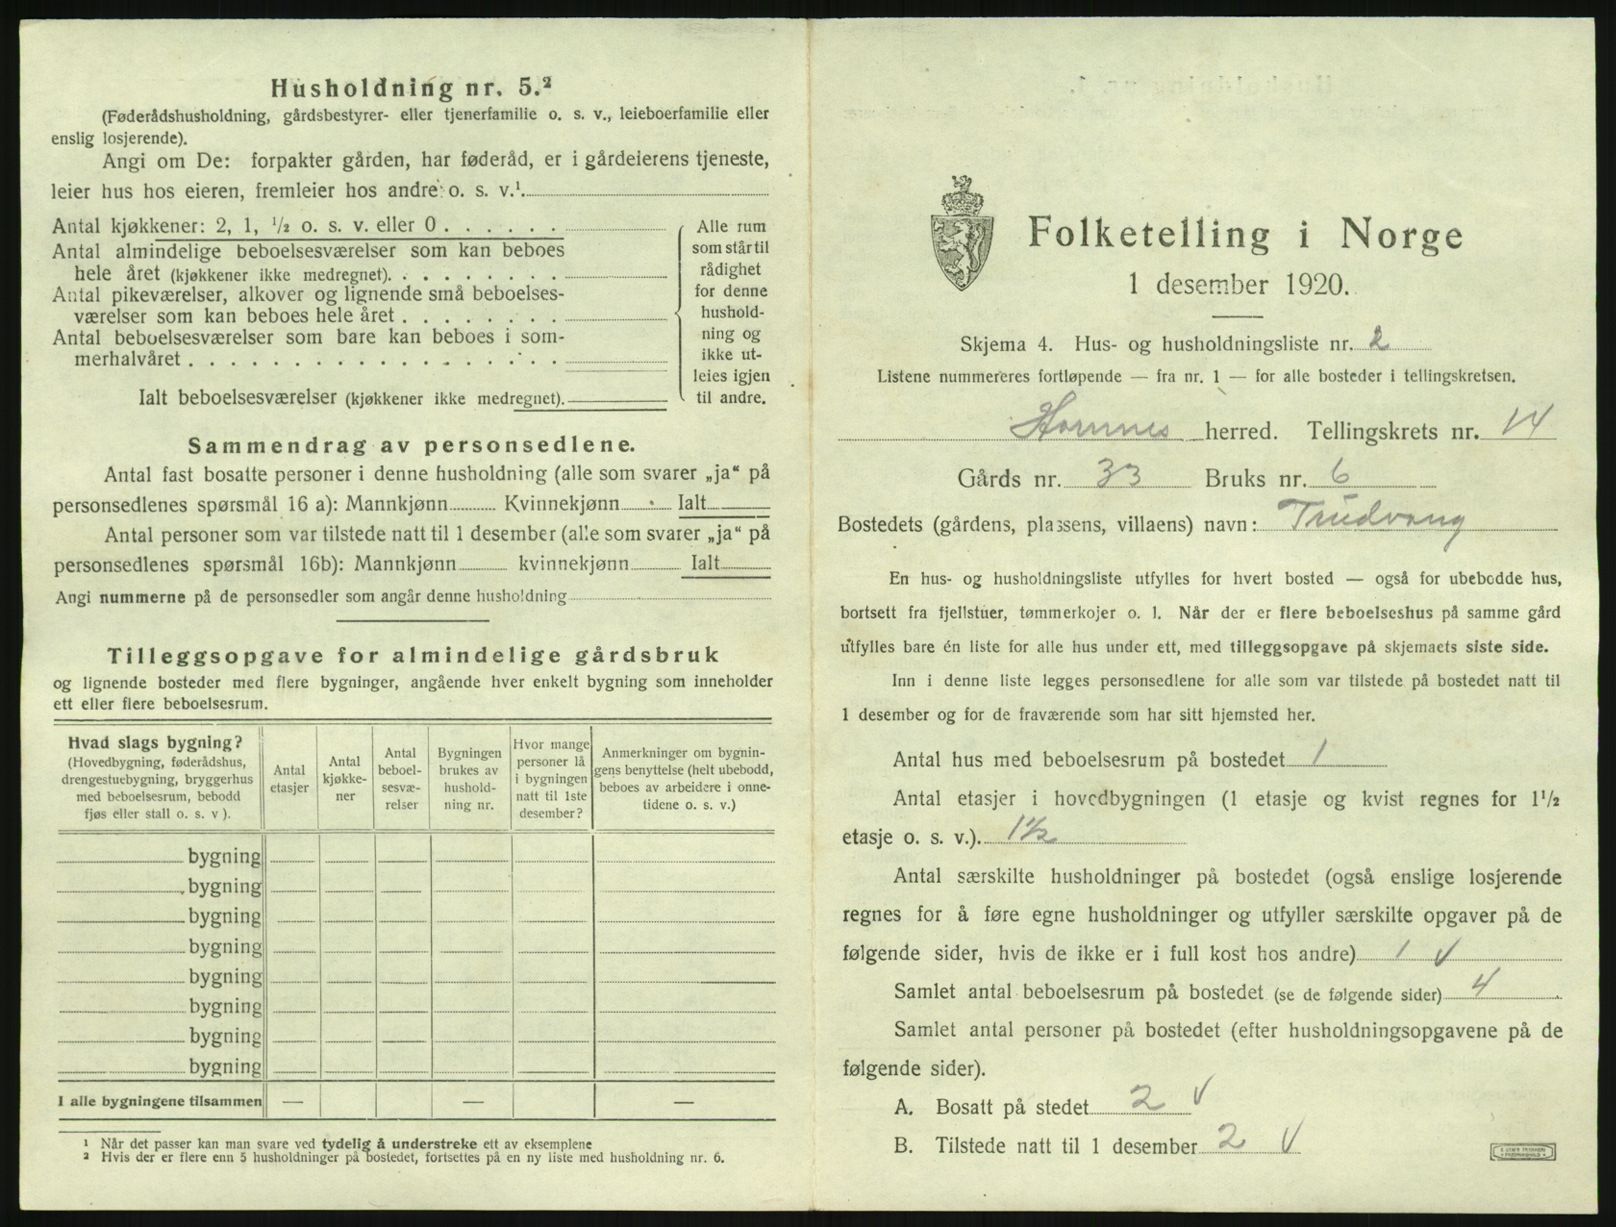 Husholdning nr. 5.²
(Føderådshusholdning, gårdsbestyrer- eller tjenerfamilie o. s. v., leieboerfamilie eller
enslig losjerende).
Angi om De: forpakter gården, har føderåd, er i gårdeierens tjeneste,
leier hus hos eieren, fremleier hos andre o. s. v.¹
Antal kjøkkener: 2, 1, ½ o. s. v. eller 0
Antal almindelige beboelsesværelser som kan beboes
hele året (kjøkkener ikke medregnet).
Antal pikeværelser, alkover og lignende små beboelses-
værelser som kan beboes hele året
Antal beboelsesværelser som bare kan beboes i som-
merhalvåret
Ialt beboelsesværelser (kjøkkener ikke medregnet).
Alle rum
som står til
rådighet
for denne
hushold-
ning og
ikke ut-
leies igjen
til andre.
Sammendrag av personsedlene.
Antal fast bosatte personer i denne husholdning (alle som svarer „ja“ på
personsedlenes spørsmål 16 a): Mannkjønn Kvinnekjønn Ialt
Antal personer som var tilstede natt til 1 desember (alle som svarer „ja“ på
personsedlenes spørsmål 16b): Mannkjønn kvinnekjønn Ialt
Angi nummerne på de personsedler som angår denne husholdning
Tilleggsopgave for almindelige gårdsbruk
og lignende bosteder med flere bygninger, angående hver enkelt bygning som inneholder
ett eller flere beboelsesrum.
Hvad slags bygning?
(Hovedbygning, føderådshus,
drengestuebygning, bryggerhus
med beboelsesrum, bebodd
fjøs eller stall o. s. v ).
Antal
etasjer
Antal
kjøkke-
ner
Antal
beboel-
sesvæ-
relser
Bygningen
brukes av
hushold-
ning nr.
Hvor mange
personer lå
i bygningen
natt til 1ste
desember?
Anmerkninger om bygnin-
gens benyttelse (helt ubebodd,
beboes av arbeidere i onne-
tidene o. s. v.)
bygning
bygning
bygning
bygning
bygning
bygning
bygning
bygning
I alle bygningene tilsammen — — —
¹ Når det passer kan man svare ved tydelig å understreke ett av eksemplene
² Hvis der er flere enn 5 husholdninger på bostedet, fortsettes på en ny liste med husholdning nr. 6.
Folketelling i Norge
1 desember 1920.
Skjema 4. Hus- og husholdningsliste nr. 2
Listene nummereres fortløpende — fra nr. 1 — for alle bosteder i tellingskretsen.
Hornnes herred. Tellingskrets nr. 14
Gårds nr. 33 Bruks nr. 6
Bostedets (gårdens, plassens, villaens) navn: Trudvang
En hus- og husholdningsliste utfylles for hvert bosted — også for ubebodde hus,
bortsett fra fjellstuer, tømmerkojer o. l. Når der er flere beboelseshus på samme gård
utfylles bare én liste for alle hus under ett, med tilleggsopgave på skjemaets siste side.
Inn i denne liste legges personsedlene for alle som var tilstede på bostedet natt til
1 desember og for de fraværende som har sitt hjemsted her.
Antal hus med beboelsesrum på bostedet 1
Antal etasjer i hovedbygningen (1 etasje og kvist regnes for 1½
etasje o. s. v.). 1½
Antal særskilte husholdninger på bostedet (også enslige losjerende
regnes for å føre egne husholdninger og utfyller særskilte opgaver på de
følgende sider, hvis de ikke er i full kost hos andre) 1 V
Samlet antal beboelsesrum på bostedet (se de følgende sider) 4
Samlet antal personer på bostedet (efter husholdningsopgavene på de
følgende sider).
A. Bosatt på stedet 2 V
B. Tilstede natt til 1 desember 2 V